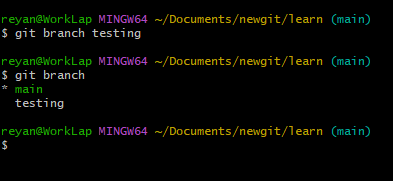 reyan@WorkLap MINGW64 ~/Documents/newgit/learn (main)
$ git branch testing
reyan@WorkLap MINGW64 ~/Documents/newgit/learn (main)
$ git branch
* main
  testing
reyan@WorkLap MINGW64 ~/Documents/newgit/learn (main)
$